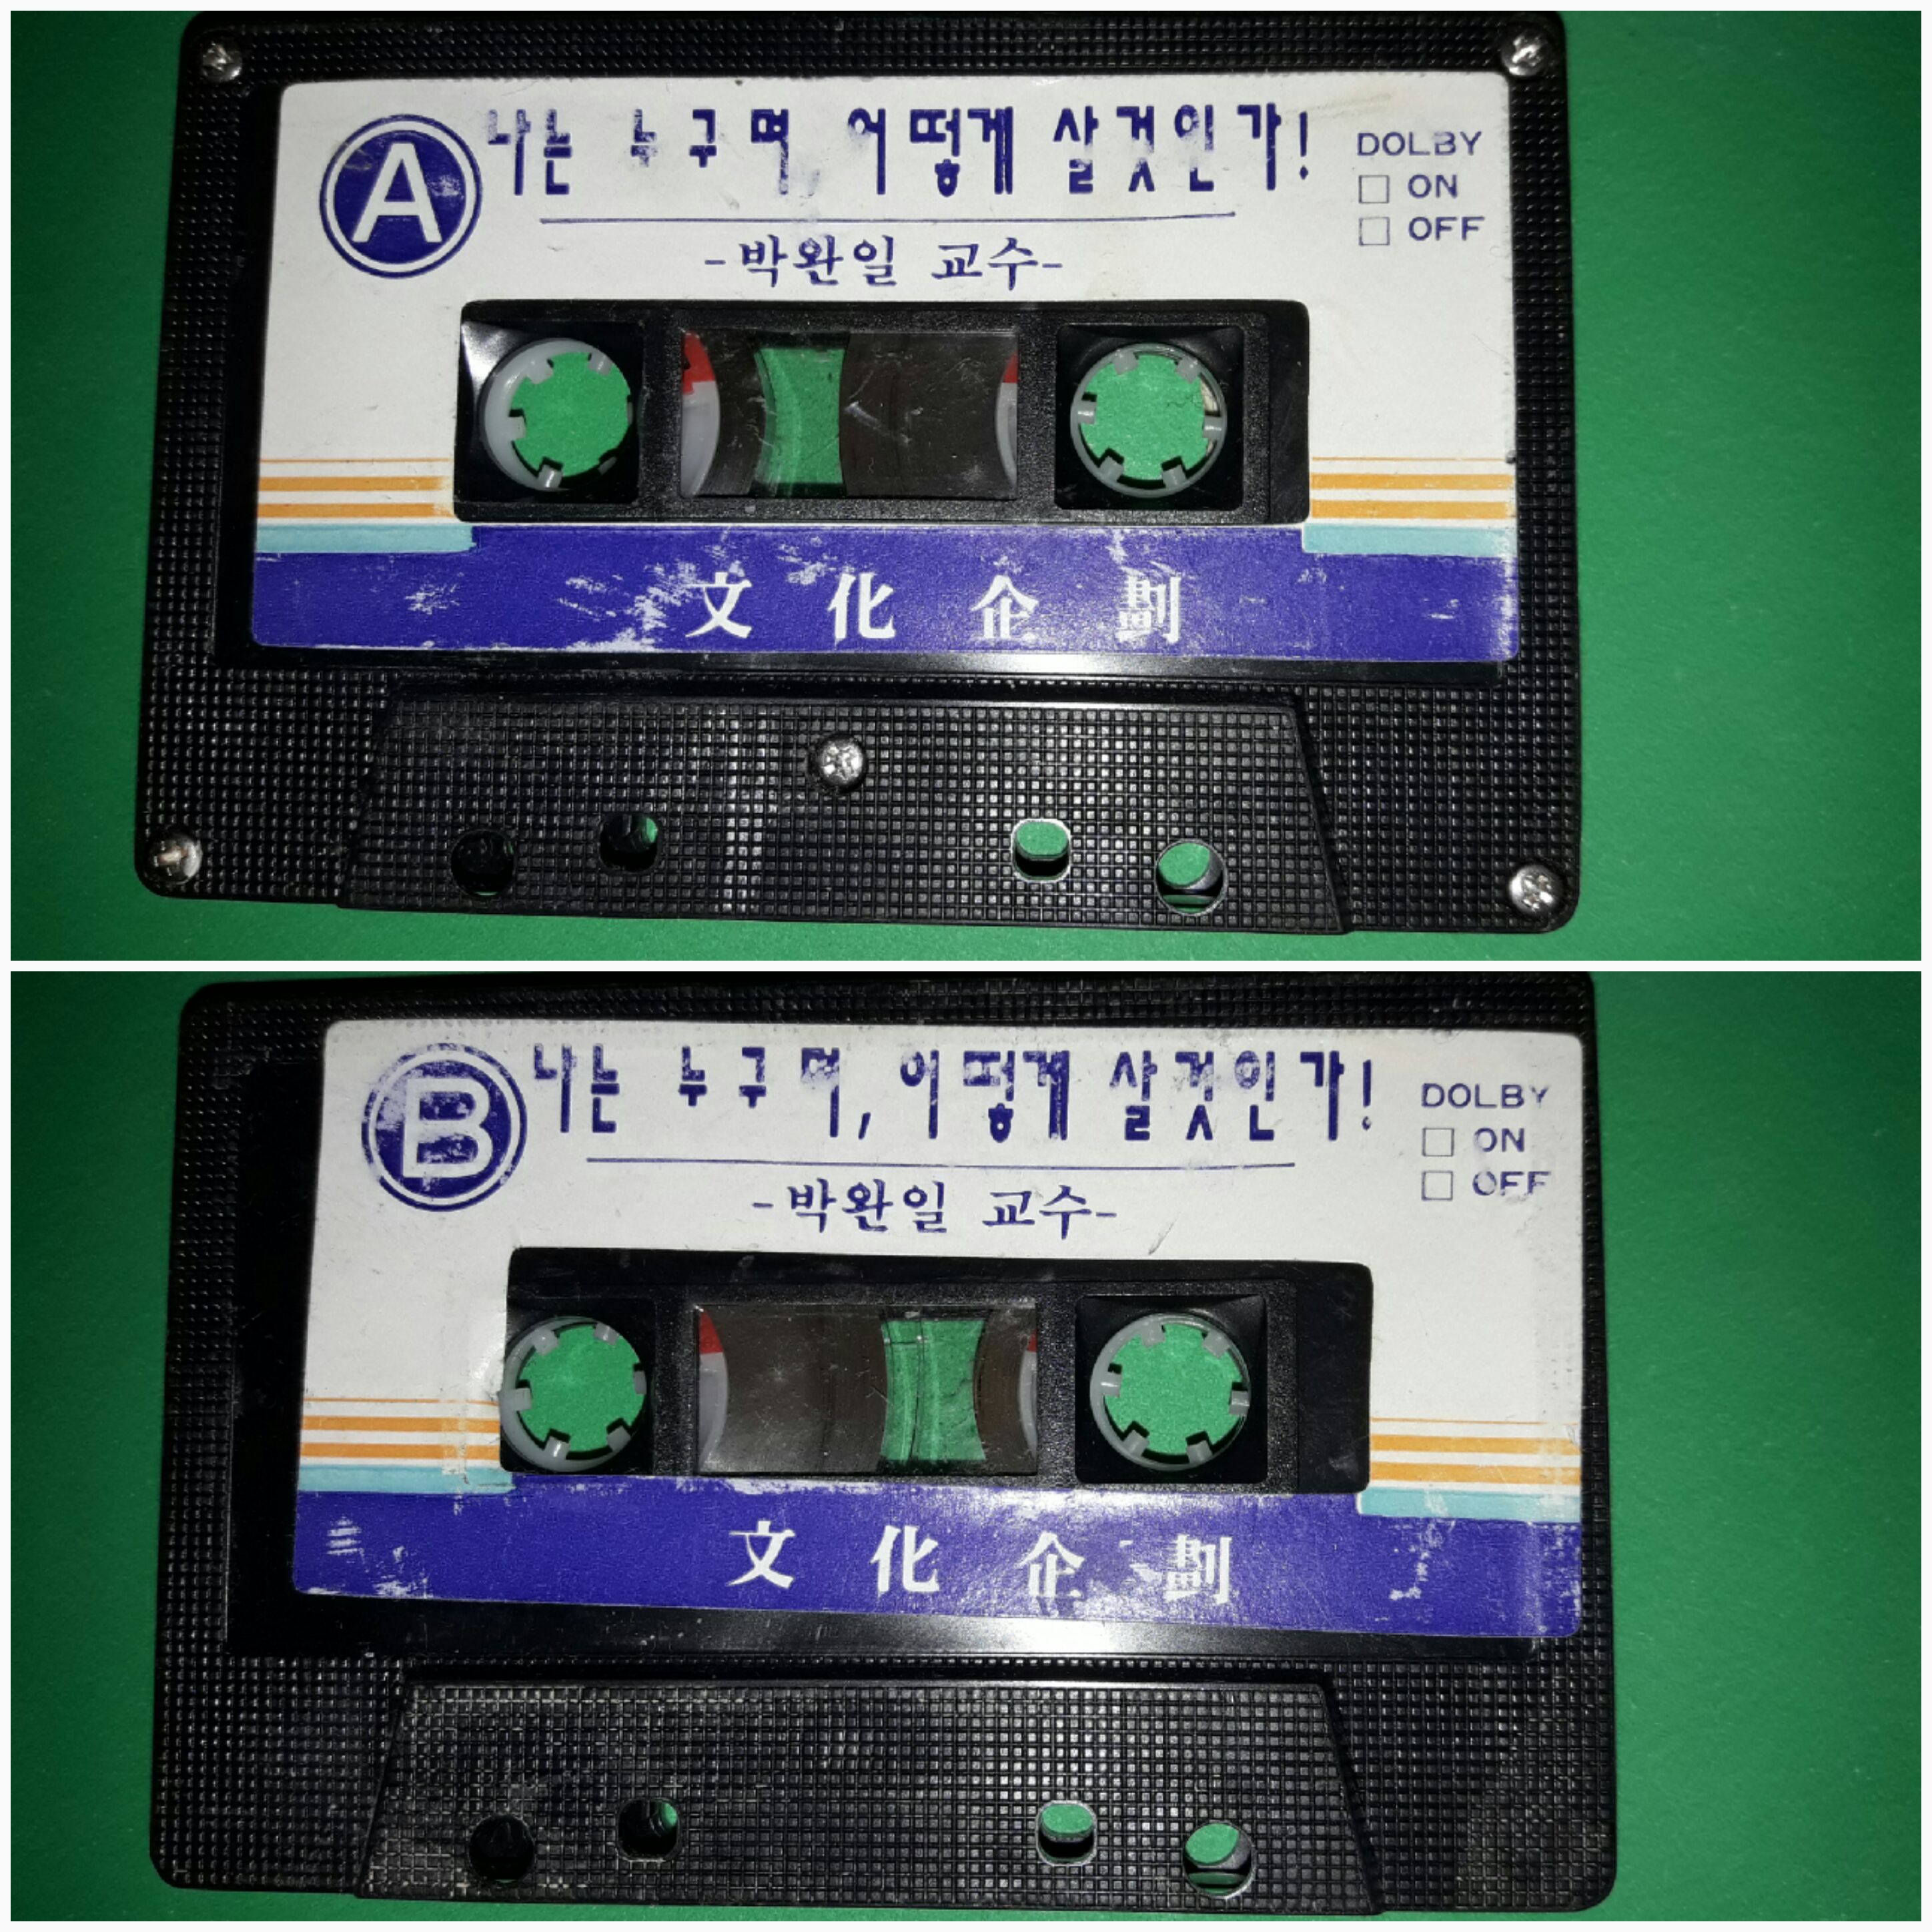 A
나는 누구며, 어떻게 살것인가!
DOLBY
ON
OFF
-박완일 교수-
文化企劃
B
나는 누구며, 어떻게 살것인가!
DOLBY
ON
OFF
-박완일 교수-
文化企劃